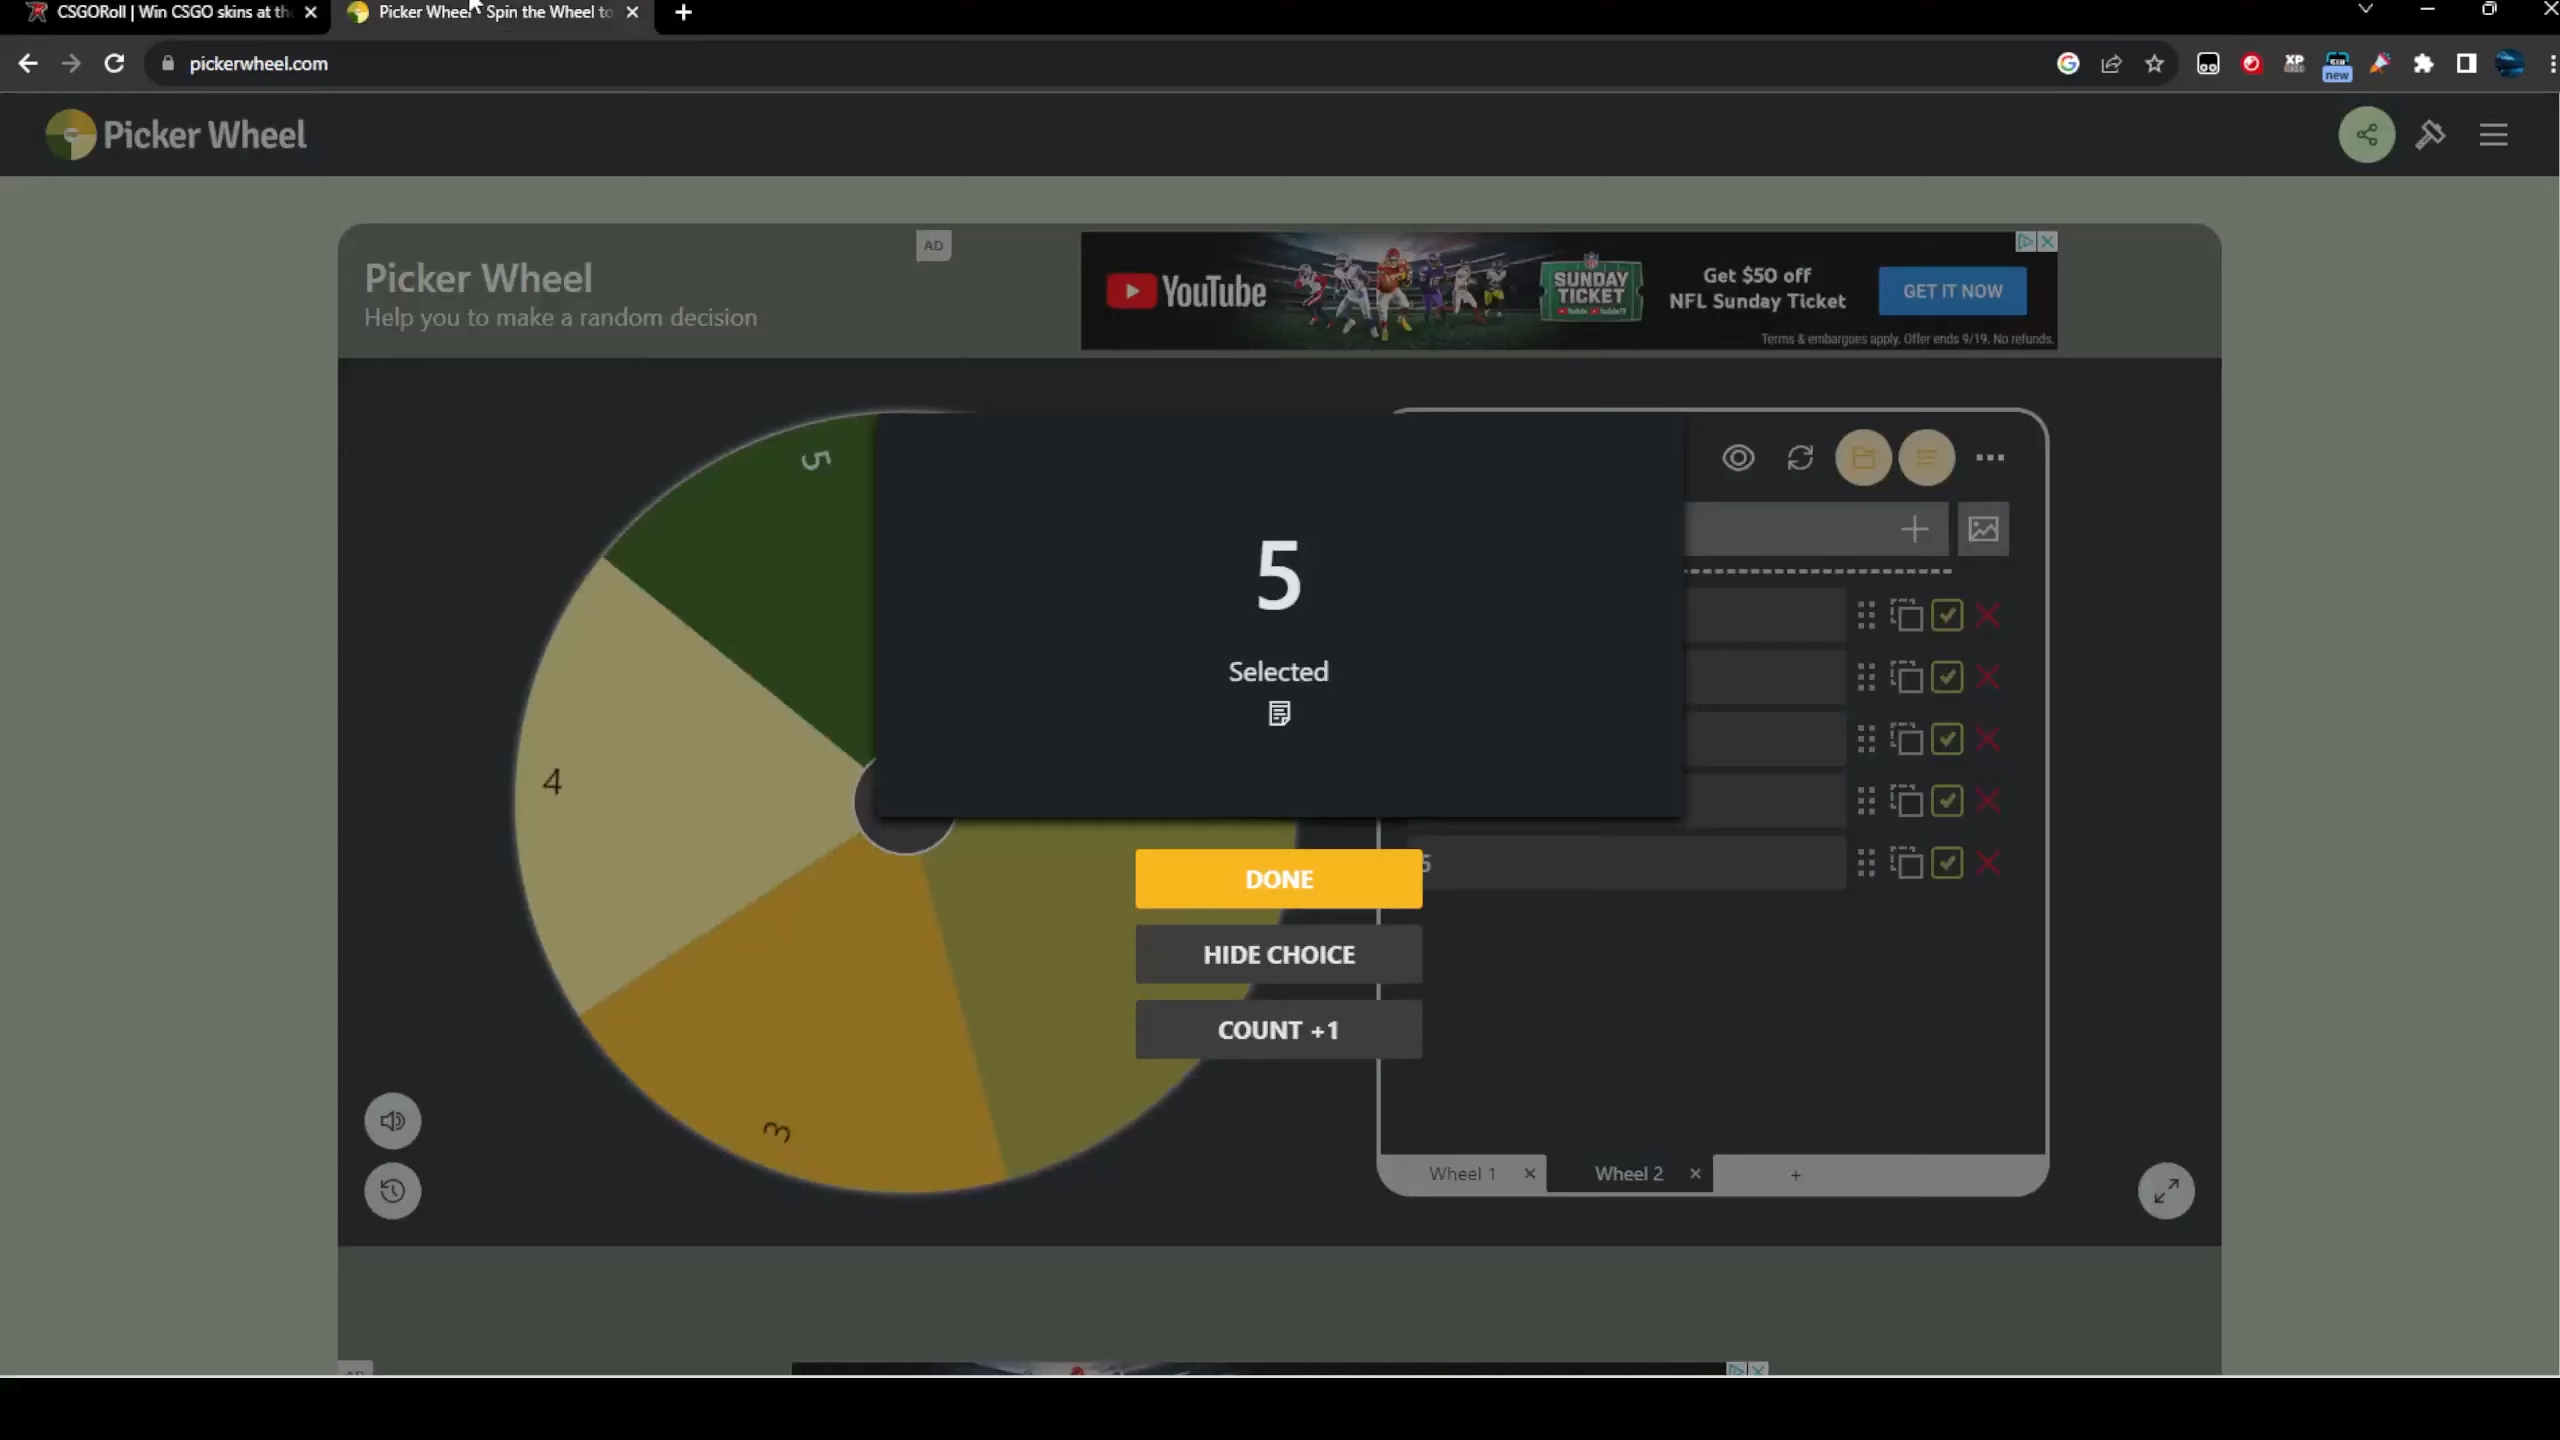 CSGORoll | Win CSGO skins at th
Picker Wheel - Spin the Wheel to
pickerwheel.com
new
Picker Wheel
AD
Picker Wheel
Help you to make a random decision
YouTube
SUNDAY TICKET
Get $50 off
NFL Sunday Ticket
GET IT NOW
Terms & embargoes apply. Offer ends 9/19. No refunds.
5
4
3
5
Selected
5
DONE
HIDE CHOICE
COUNT +1
Wheel 1
Wheel 2
+